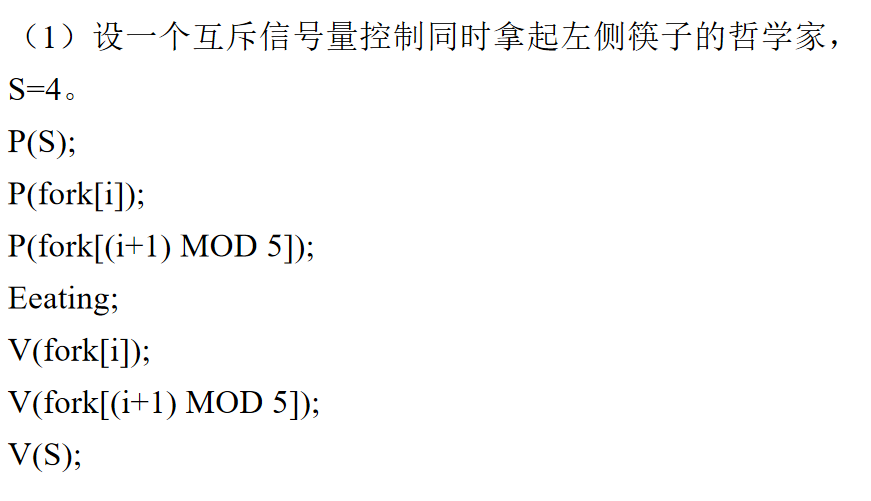 （1）设一个互斥信号量控制同时拿起左侧筷子的哲学家，
S=4。
P(S);
P(fork[i]);
P(fork[(i+1) MOD 5]);
Eeating;
V(fork[i]);
V(fork[(i+1) MOD 5]);
V(S);